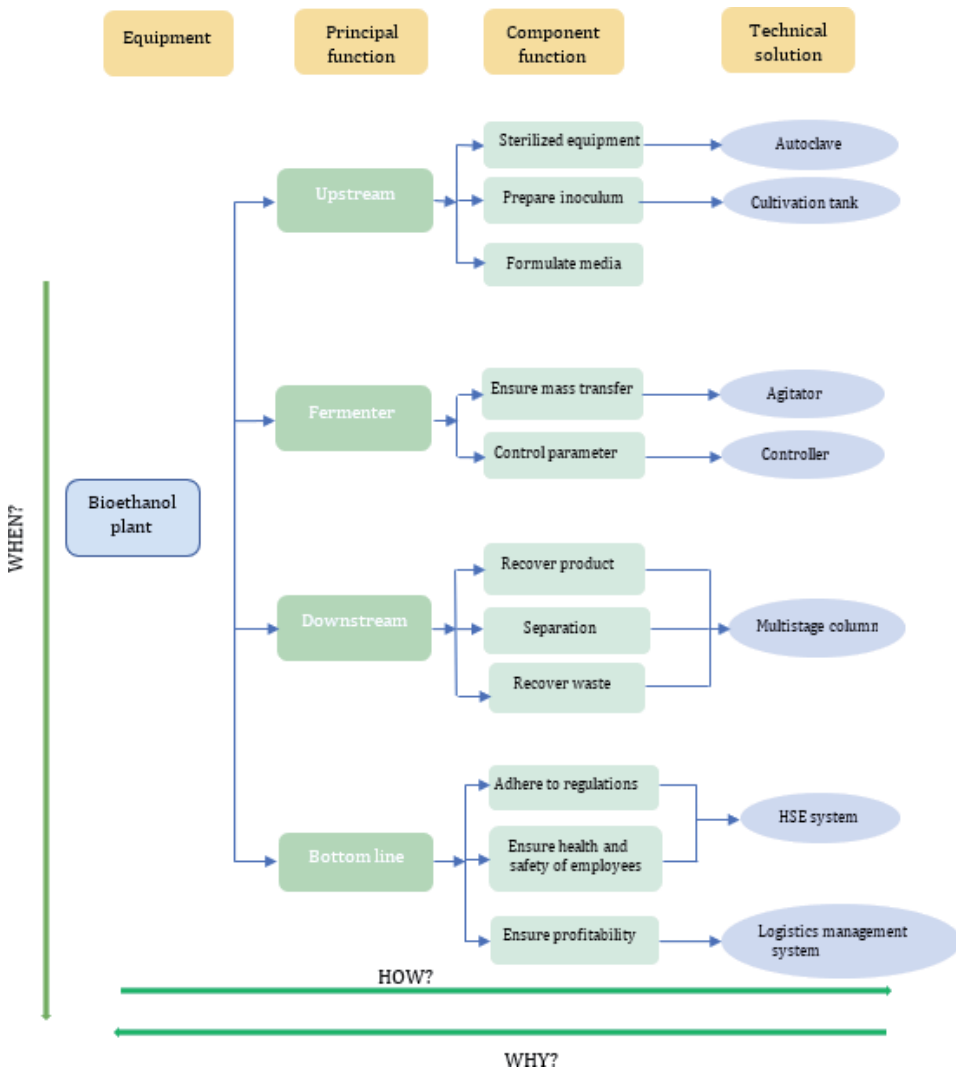 Equipment
Principal
function
Component
function
Technical
solution
Sterilized equipment
Autoclave
Upstream
Prepare inoculum
Cultivation tank
Formulate media
Ensure mass transfer
Agitator
Fermenter
Control parameter
Controller
Bioethanol
plant
WHEN?
Recover product
Downstream
Separation
Multistage column
Recover waste
Adhere to regulations
HSE system
Bottom line
Ensure health and
safety of employees
Ensure profitability
Logistics management
system
HOW?
WHY?